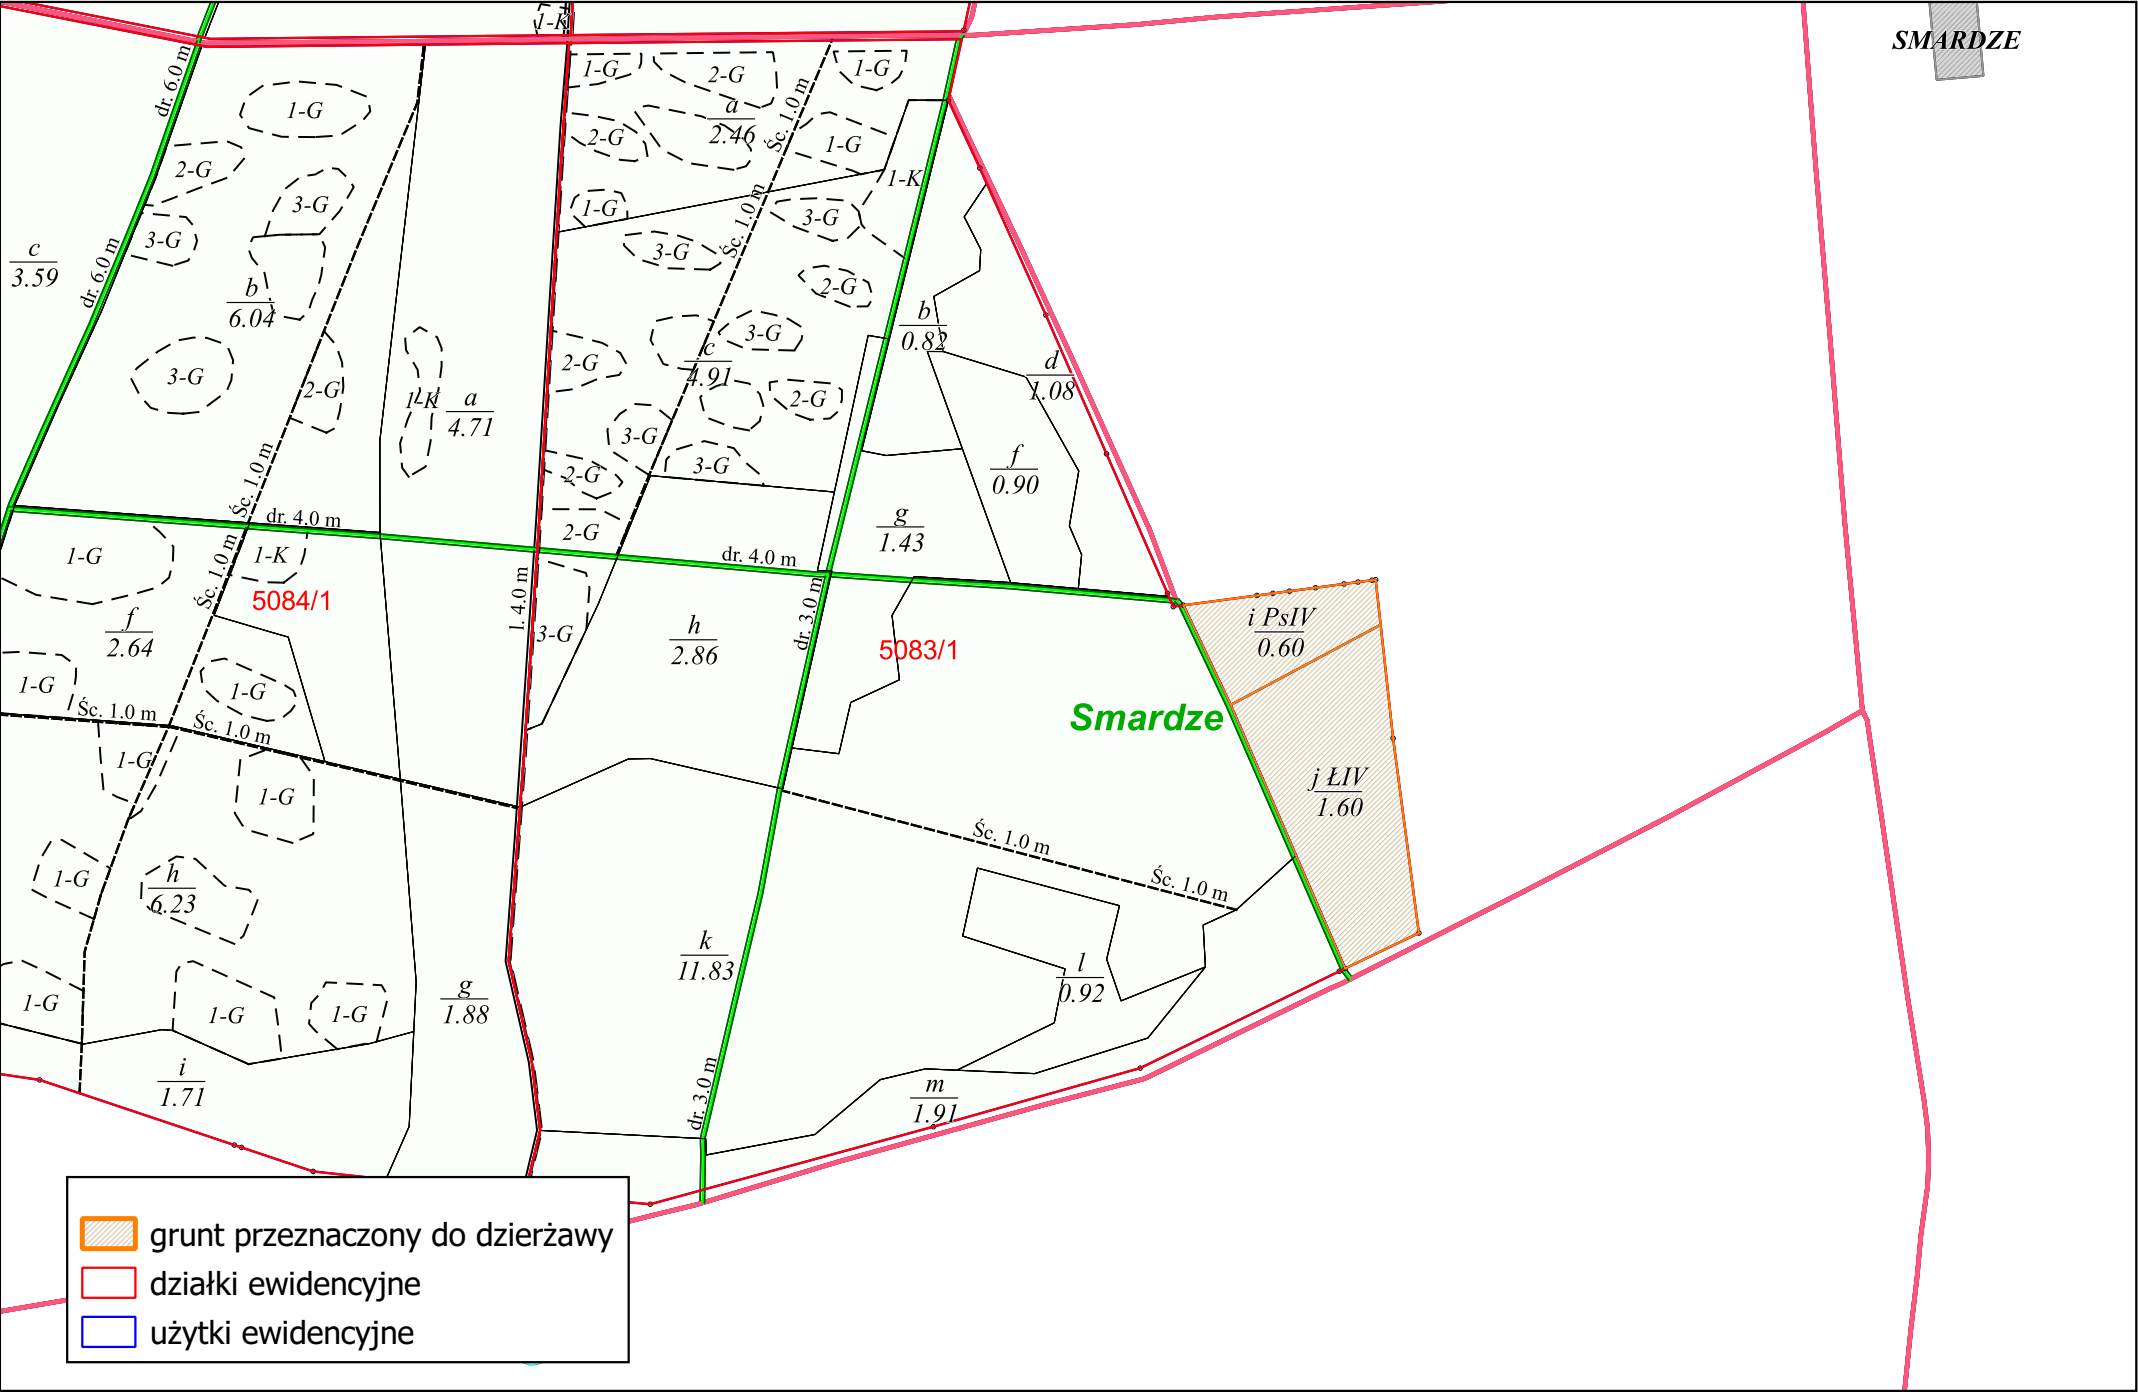 1-K
SMARDZE
dr. 6.0 m
1-G
2-G
3-G
3-G
c
3.59
dr. 6.0 m
b
6.04
3-G
2-G
1-K
a
4.71
Śc. 1.0 m
1-G
2-G
a
2.46
Śc. 1.0 m
1-G
2-G
1-G
1-K
1-G
3-G
Śc. 1.0 m
3-G
2-G
b
0.82
3-G
c
4.91
2-G
2-G
d
1.08
3-G
3-G
2-G
f
0.90
2-G
g
1.43
dr. 4.0 m
dr. 4.0 m
1-G
1-K
Śc. 1.0 m
5084/1
f
2.64
l. 4.0 m
3-G
h
2.86
dr. 3.0 m
5083/1
i PsIV
0.60
1-G
1-G
Śc. 1.0 m
Śc. 1.0 m
Smardze
j ŁIV
1.60
1-G
1-G
Śc. 1.0 m
Śc. 1.0 m
1-G
h
6.23
k
11.83
l
0.92
1-G
1-G
1-G
g
1.88
i
1.71
dr. 3.0 m
m
1.91
grunt przeznaczony do dzierżawy
działki ewidencyjne
użytki ewidencyjne